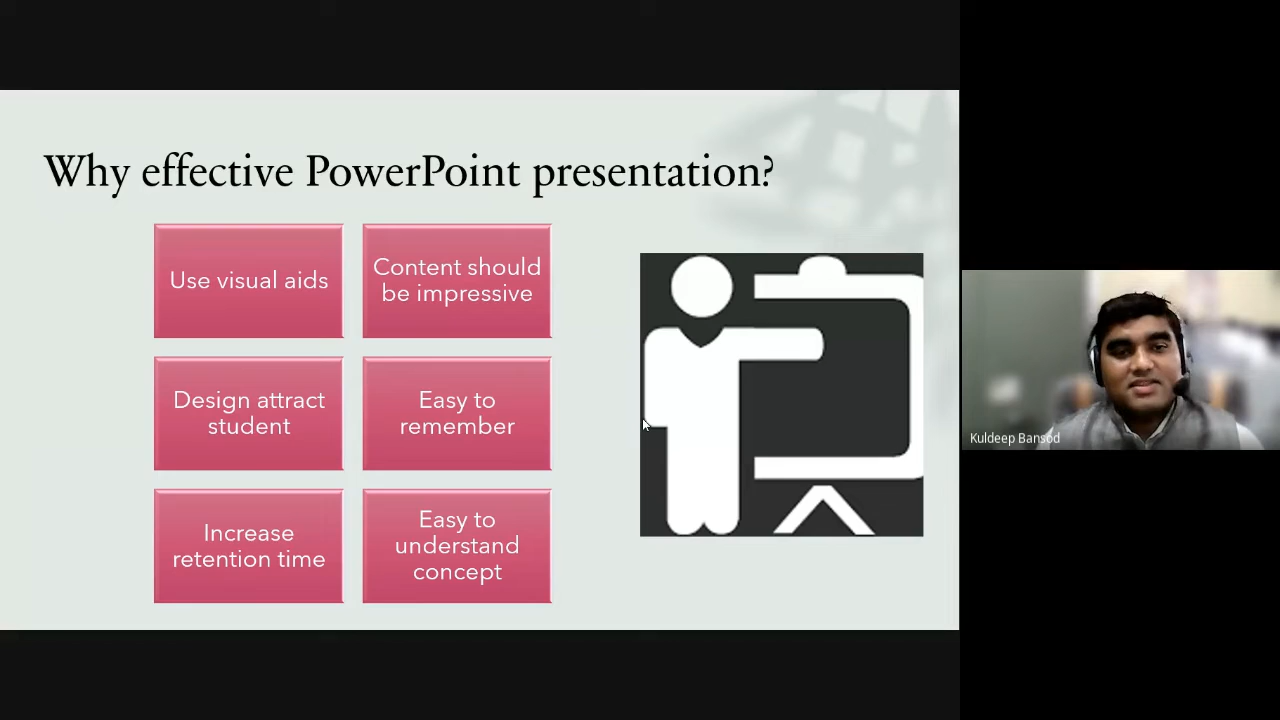 Why effective PowerPoint presentation?
Use visual aids
Content should
be impressive
Design attract
student
Easy to
remember
Increase
retention time
Easy to
understand
concept
Kuldeep Bansod